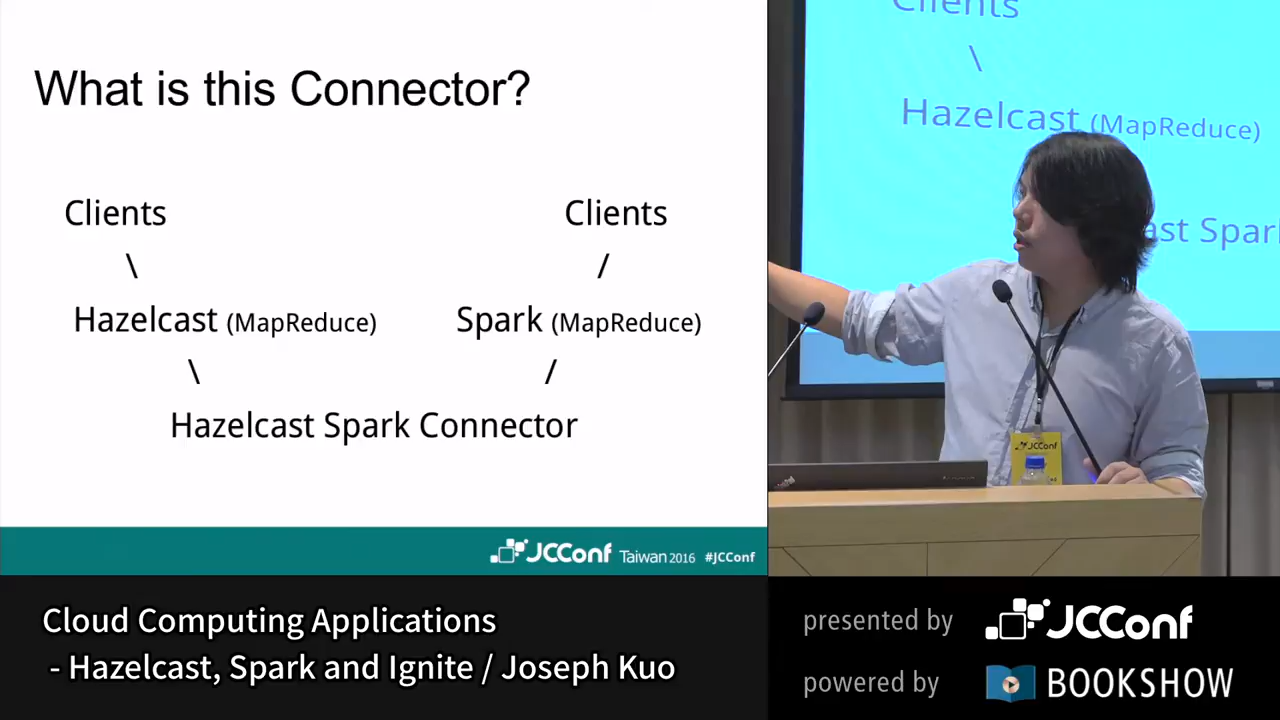 What is this Connector?
Clients
Clients
\
/
Hazelcast (MapReduce)
Spark (MapReduce)
\
/
Hazelcast Spark Connector
JCConf Taiwan 2016 #JCConf
Clients
\
Hazelcast (MapReduce)
Spark
JCConf
Cloud Computing Applications
- Hazelcast, Spark and Ignite / Joseph Kuo
presented by JCConf
powered by BOOKSHOW